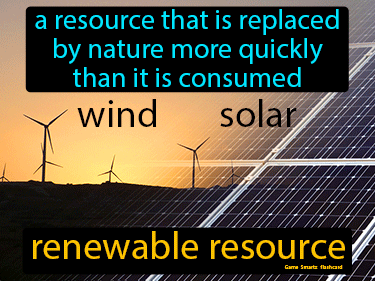 a resource that is replaced
by nature more quickly
than it is consumed
wind solar
renewable resource
Game Smartz flashcard